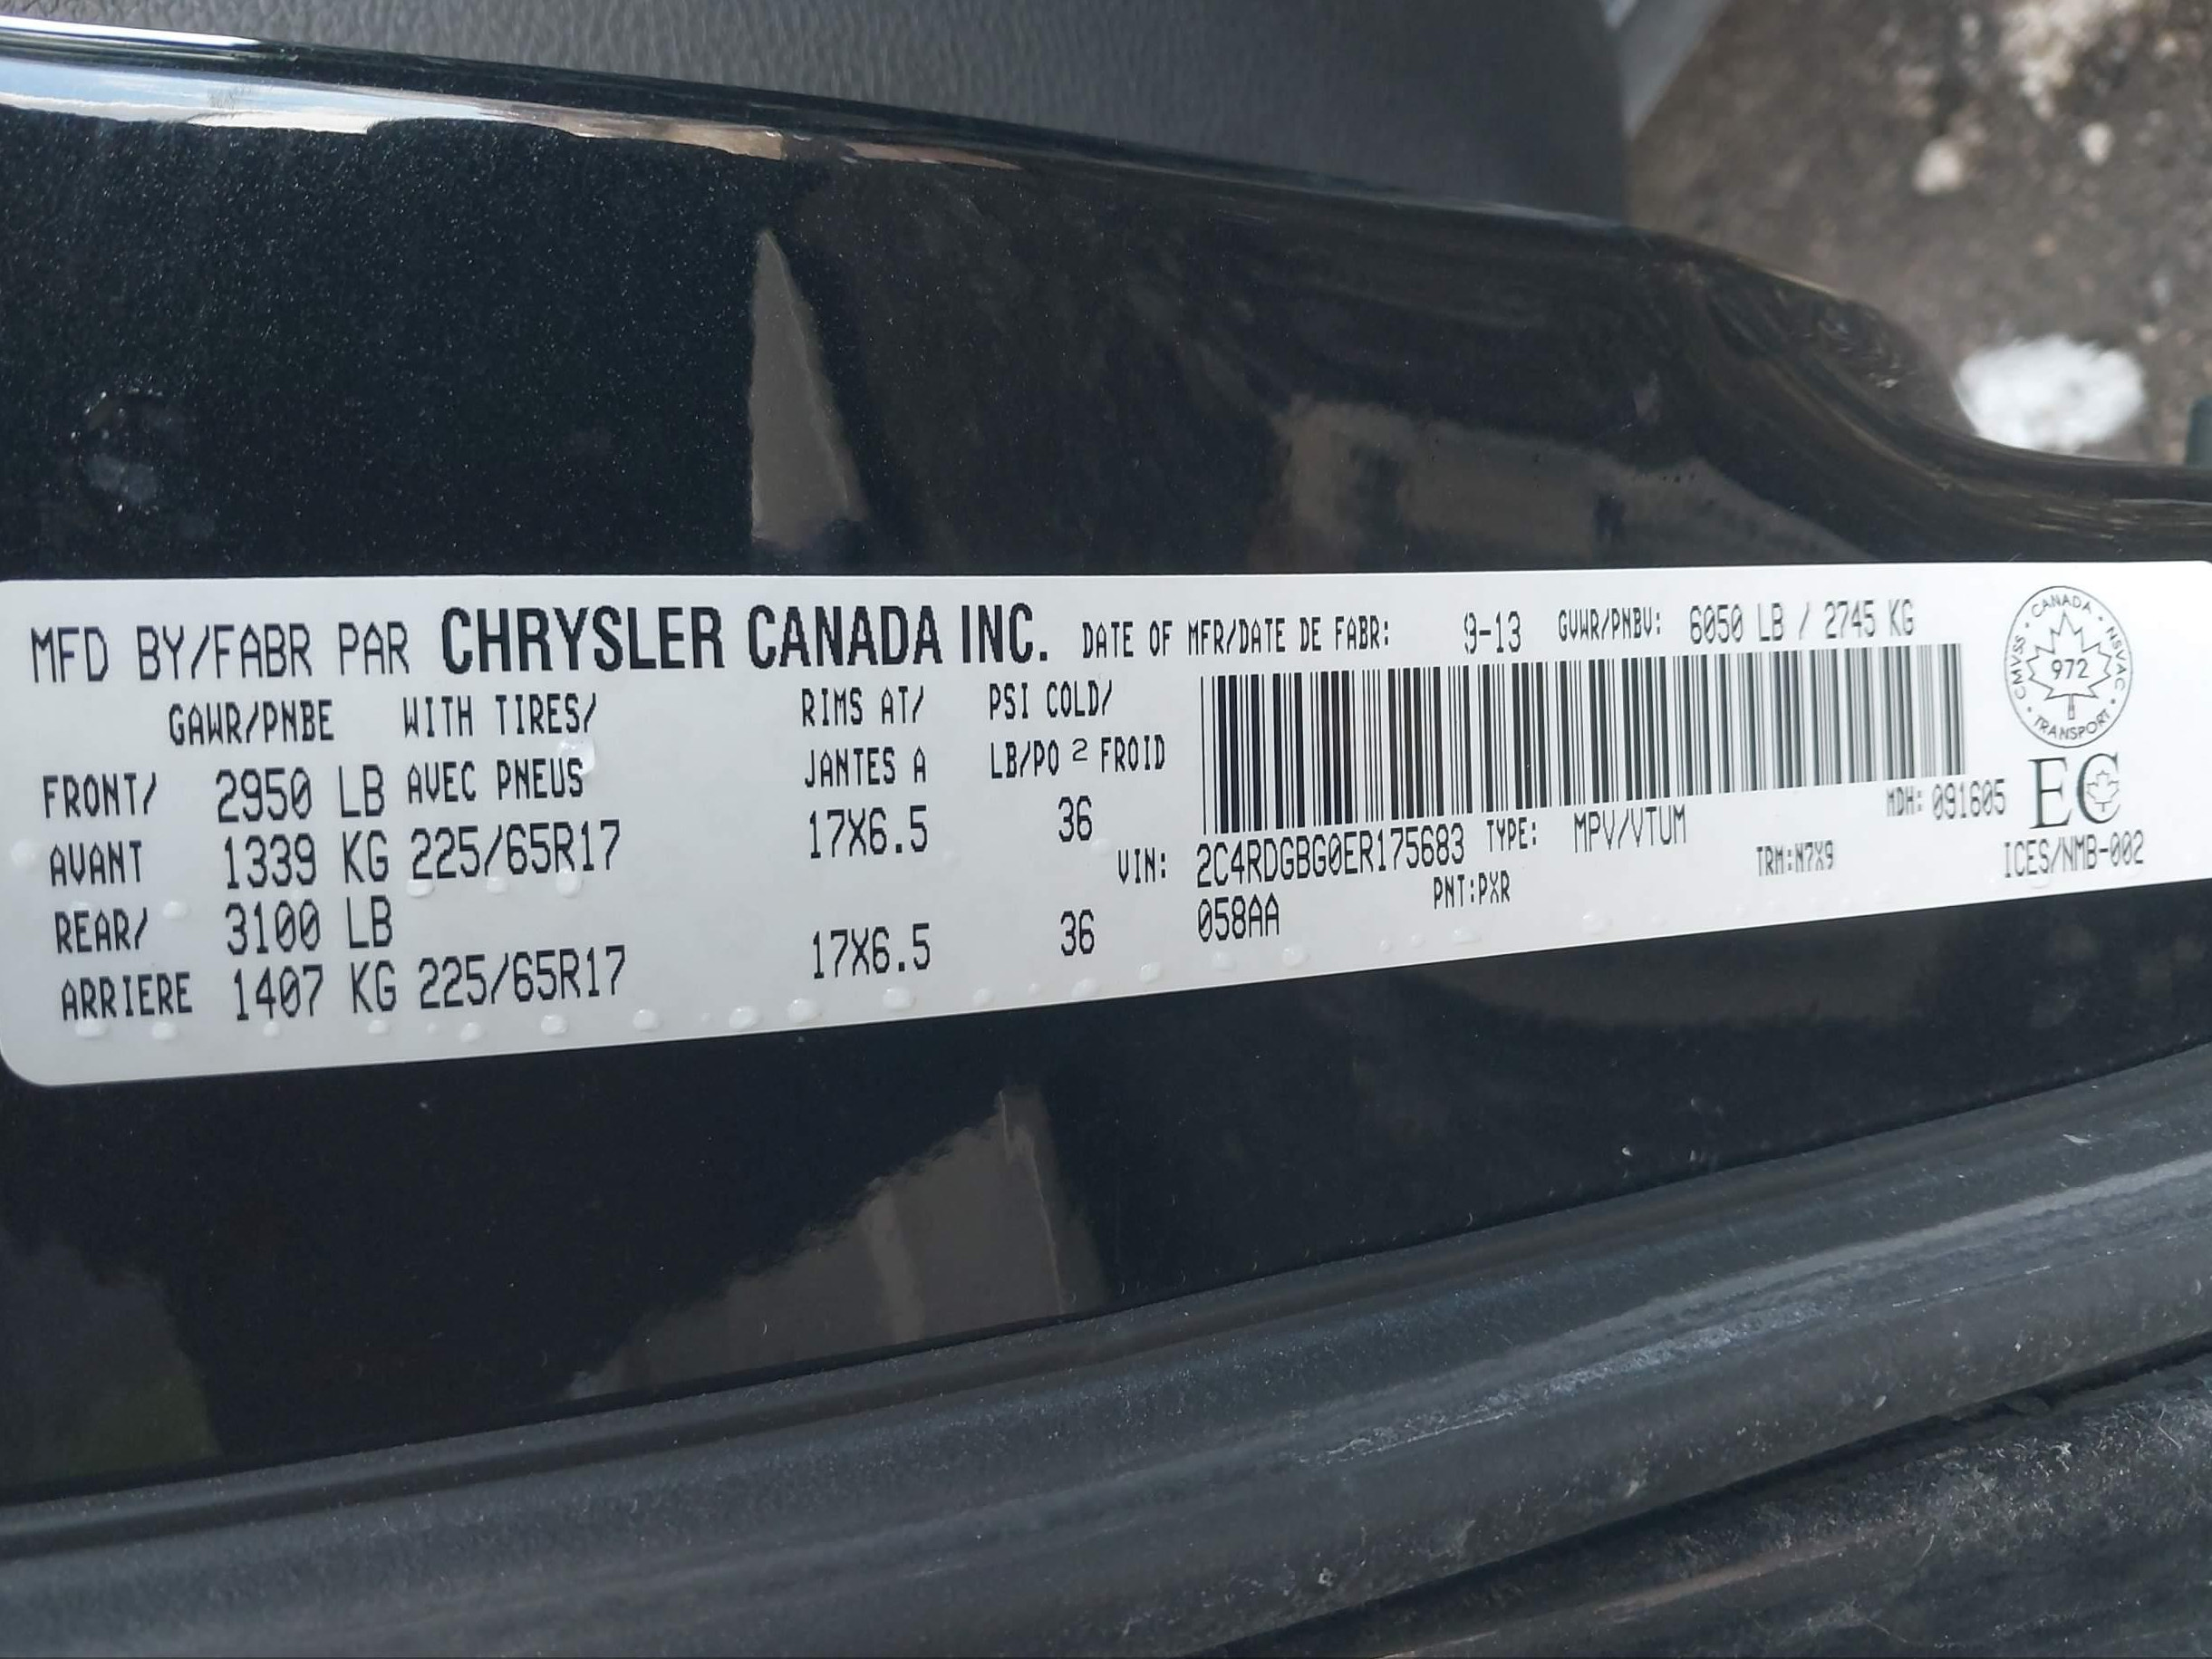 MFD BY/FABR PAR CHRYSLER CANADA INC. DATE OF MFR/DATE DE FABR: 9-13 GVWR/PNBV: 6050 LB / 2745 KG
GAWR/PNBE WITH TIRES/ RIMS AT/ PSI COLD/
FRONT/ 2950 LB AVEC PNEUS JANTES A LB/PO 2 FROID
AVANT 1339 KG 225/65R17 17X6.5 36
REAR/ 3100 LB
ARRIERE 1407 KG 225/65R17 17X6.5 36
VIN: 2C4RDGBG0ER175683 TYPE: MPV/VTUM MDH: 091605
058AA PNT:PXR TRM:N7X9
CANADA · NSVAC · TRANSPORT · CMVSS
972
EC
ICES/NMB-002